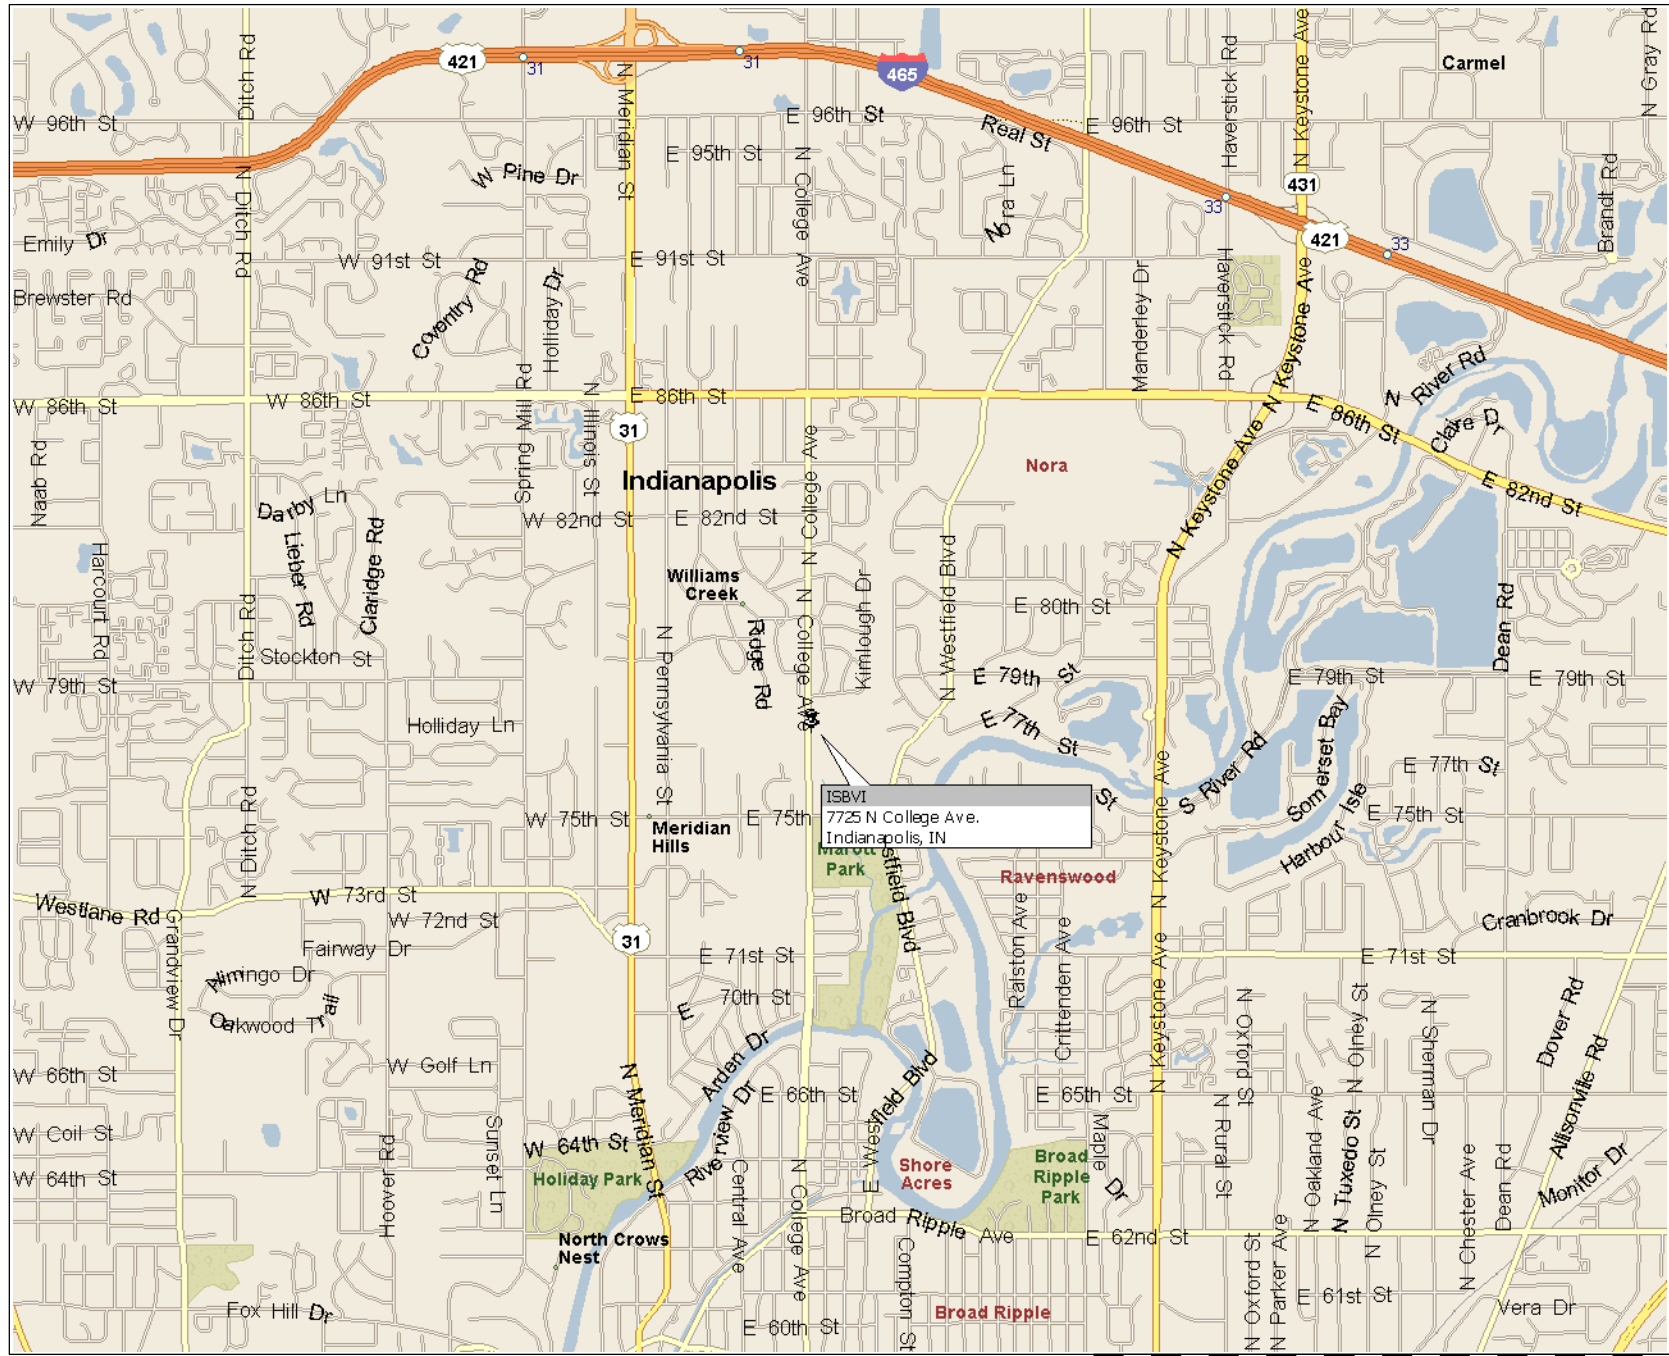 421
31
31
465
Carmel
N Gray Rd
Ditch Rd
N Meridian St
Haverstick Rd
N Keystone Ave
W 96th St
E 96th St
Real St
E 96th St
E 95th St
W Pine Dr
N College Ave
Nora Ln
431
33
421
33
Brandt Rd
N Ditch Rd
Emily Dr
W 91st St
E 91st St
Brewster Rd
Coventry Rd
Holliday Dr
Manderley Dr
Haverstick Rd
N Keystone Ave
N River Rd
W 86th St
W 86th St
E 86th St
E 86th St
Claire Dr
31
Naab Rd
Spring Mill Rd
N Illinois St
N College Ave
Indianapolis
Nora
N Keystone Ave
E 82nd St
Darby Ln
W 82nd St
E 82nd St
Harcourt Rd
Lieber Rd
Claridge Rd
Williams
Creek
N College Ave
Kimlough Dr
N Westfield Blvd
E 80th St
Dean Rd
Ditch Rd
Stockton St
N Pennsylvania St
Ridge Rd
W 79th St
E 79th St
E 79th St
E 79th St
Holliday Ln
E 77th St
Somerset Bay
S River Rd
E 77th St
N Ditch Rd
ISBVI
7725 N College Ave.
Indianapolis, IN
W 75th St
E 75th
St
E 75th St
Meridian
Hills
Harbour Isle
N Keystone Ave
Marott
Park
stfield Blvd
Ravenswood
W 73rd St
Westlane Rd
W 72nd St
Cranbrook Dr
Grandview Dr
Fairway Dr
31
E 71st St
E 71st St
Ralston Ave
Crittenden Ave
N Keystone Ave
Nimingo Dr
E 70th St
Oakwood Trail
N Oxford St
N Olney St
N Sherman Dr
Dover Rd
Allisonville Rd
W Golf Ln
Arden Dr
W 66th St
N Meridian St
E 66th St
E Westfield Blvd
E 65th St
W Coil St
Hoover Rd
Sunset Ln
W 64th St
Riverview Dr
Maple Dr
N Rural St
N Oakland Ave
N Tuxedo St
N Olney St
N Chester Ave
Dean Rd
Monitor Dr
W 64th St
Holiday Park
Central Ave
N College Ave
Shore
Acres
Broad
Ripple
Park
Broad Ripple Ave
E 62nd St
North Crows
Nest
Compton St
N Oxford St
N Parker Ave
E 61st St
Vera Dr
Fox Hill Dr
E 60th St
Broad Ripple